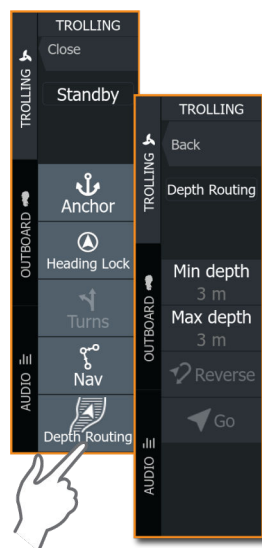 TROLLING
Close
TROLLING
Standby
Anchor
OUTBOARD
Heading Lock
Turns
AUDIO
Nav
Depth Routing
TROLLING
Back
TROLLING
Depth Routing
Min depth
3 m
OUTBOARD
Max depth
3 m
Reverse
Go
AUDIO